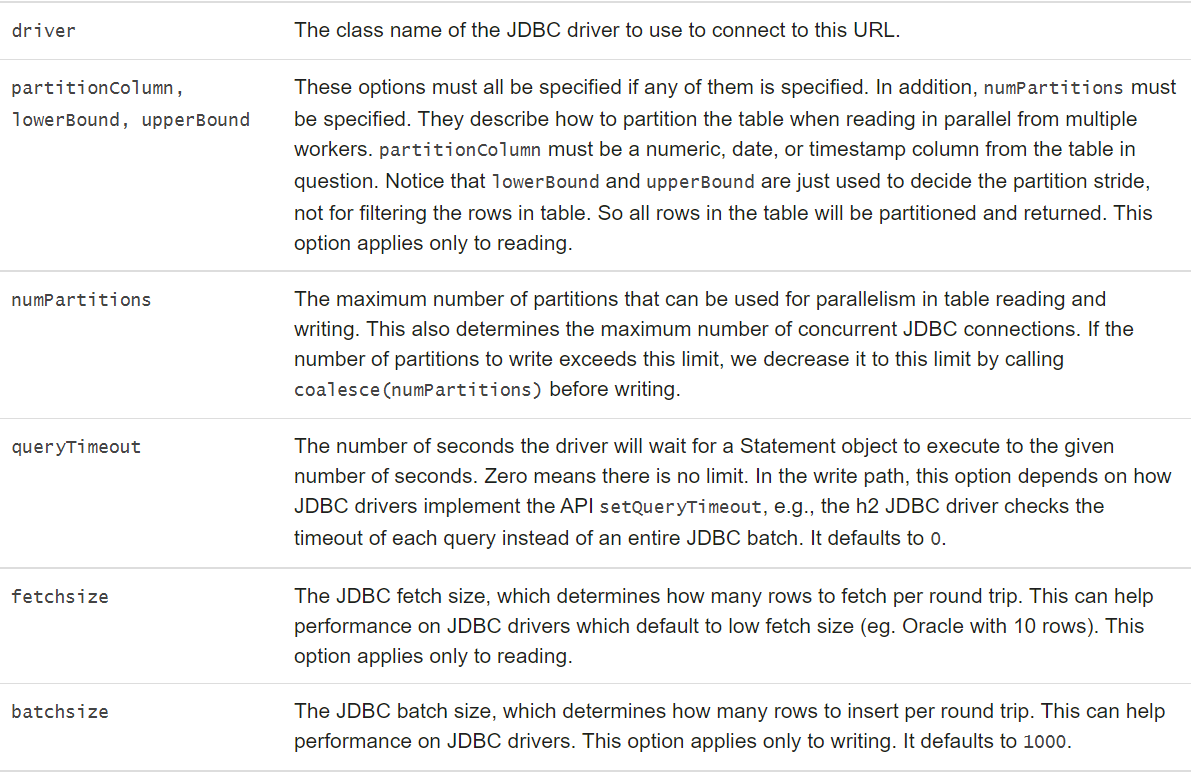 driver
The class name of the JDBC driver to use to connect to this URL.
partitionColumn,
lowerBound, upperBound
These options must all be specified if any of them is specified. In addition, numPartitions must
be specified. They describe how to partition the table when reading in parallel from multiple
workers. partitionColumn must be a numeric, date, or timestamp column from the table in
question. Notice that lowerBound and upperBound are just used to decide the partition stride,
not for filtering the rows in table. So all rows in the table will be partitioned and returned. This
option applies only to reading.
numPartitions
The maximum number of partitions that can be used for parallelism in table reading and
writing. This also determines the maximum number of concurrent JDBC connections. If the
number of partitions to write exceeds this limit, we decrease it to this limit by calling
coalesce(numPartitions) before writing.
queryTimeout
The number of seconds the driver will wait for a Statement object to execute to the given
number of seconds. Zero means there is no limit. In the write path, this option depends on how
JDBC drivers implement the API setQueryTimeout, e.g., the h2 JDBC driver checks the
timeout of each query instead of an entire JDBC batch. It defaults to 0.
fetchsize
The JDBC fetch size, which determines how many rows to fetch per round trip. This can help
performance on JDBC drivers which default to low fetch size (eg. Oracle with 10 rows). This
option applies only to reading.
batchsize
The JDBC batch size, which determines how many rows to insert per round trip. This can help
performance on JDBC drivers. This option applies only to writing. It defaults to 1000.